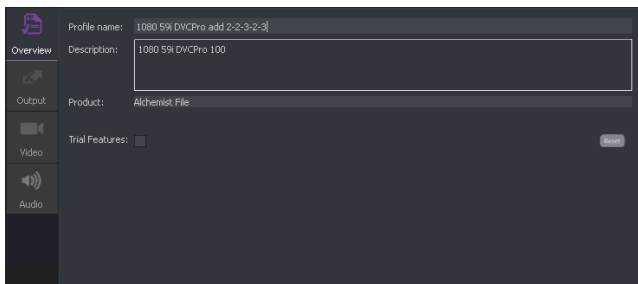 Profile name: 1080 59i DVCPro add 2-2-3-2-3
Overview
Description: 1080 59i DVCPro 100
Output
Product: Alchemist File
Trial Features: Reset
Video
Audio